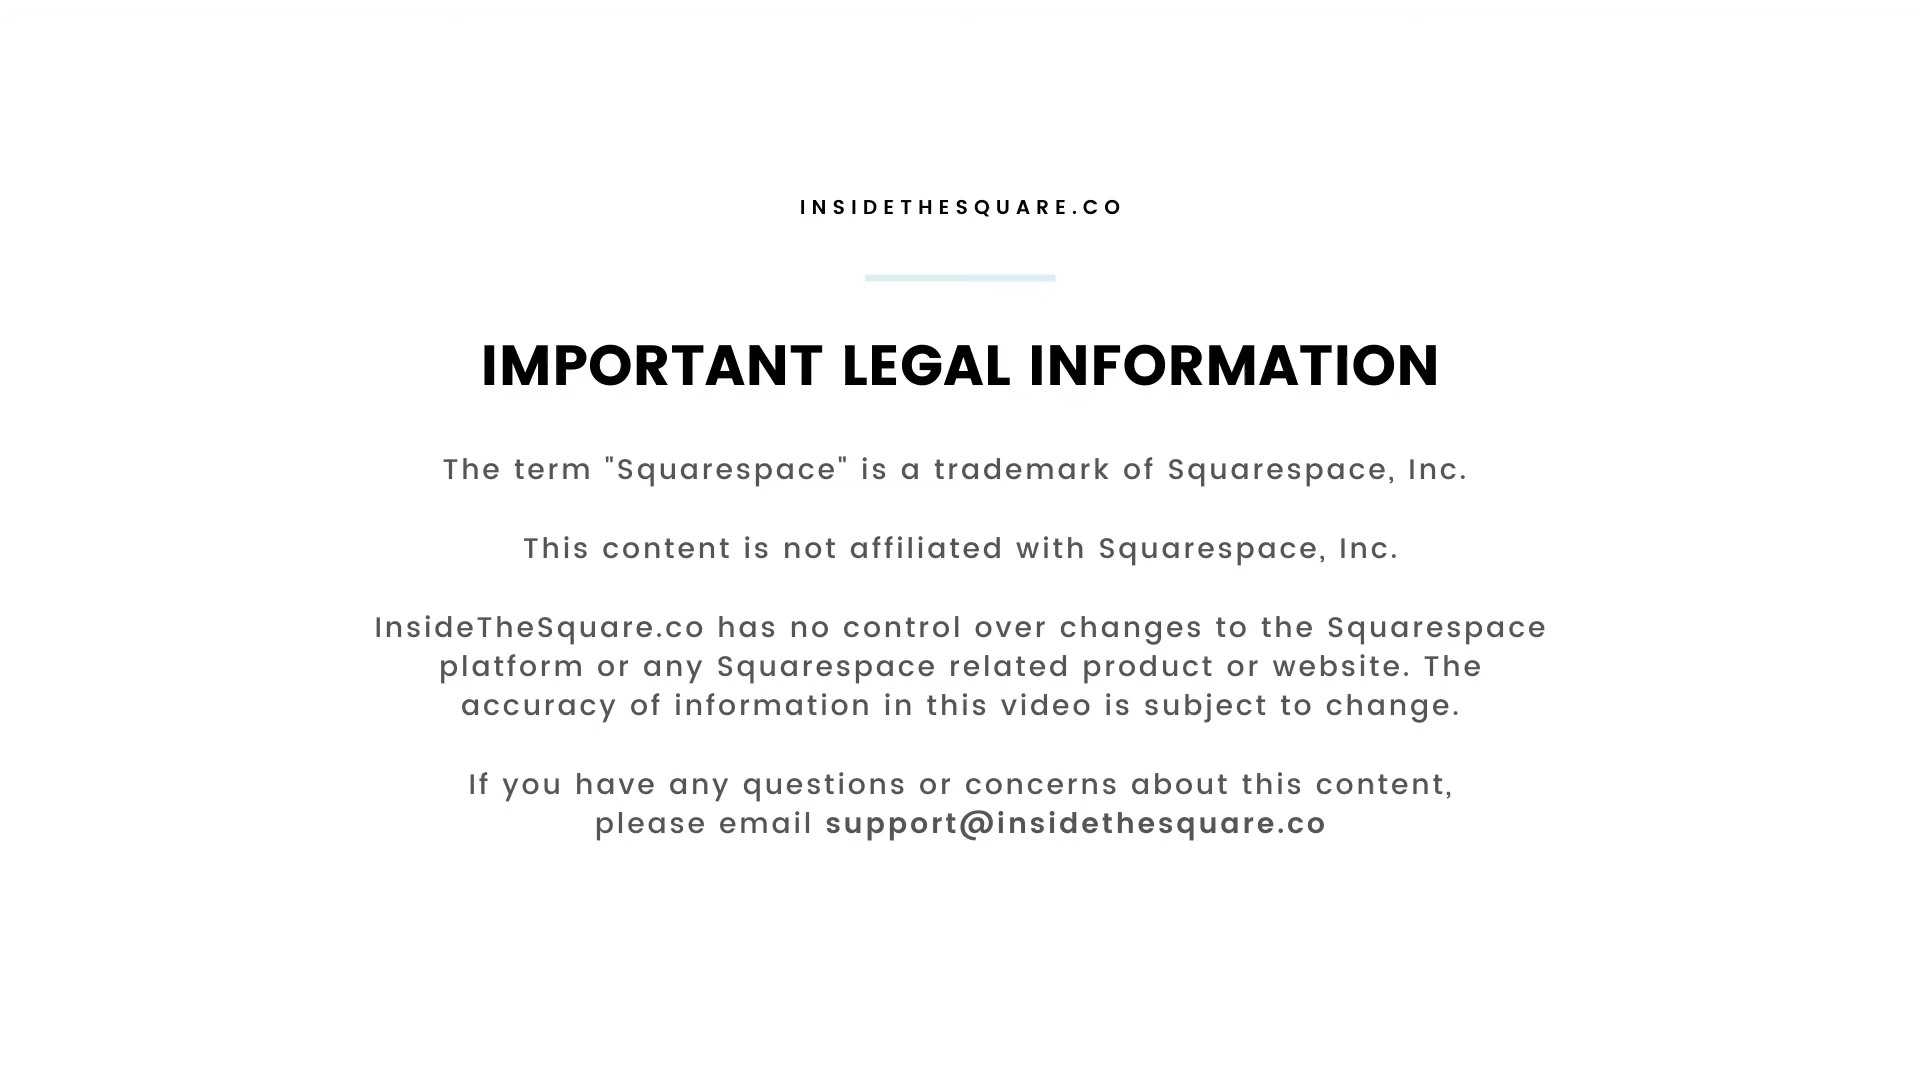 INSIDETHESQUARE.CO
IMPORTANT LEGAL INFORMATION
The term "Squarespace" is a trademark of Squarespace, Inc.
This content is not affiliated with Squarespace, Inc.
InsideTheSquare.co has no control over changes to the Squarespace
platform or any Squarespace related product or website. The
accuracy of information in this video is subject to change.
If you have any questions or concerns about this content,
please email support@insidethesquare.co